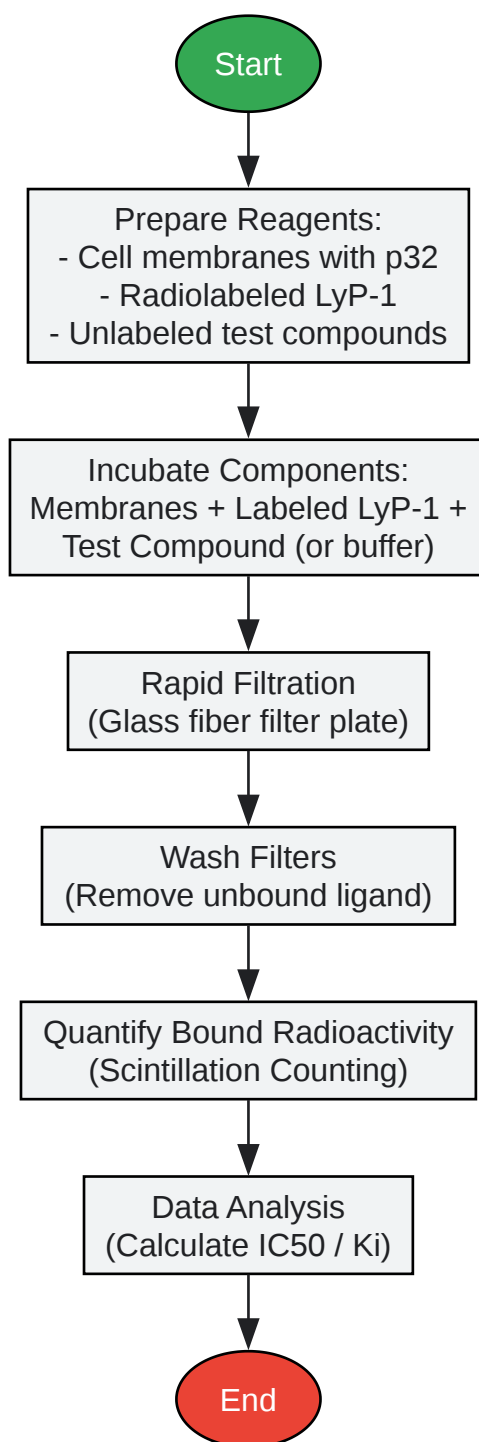 Start
Prepare Reagents:
- Cell membranes with p32
- Radiolabeled LyP-1
- Unlabeled test compounds
Incubate Components:
Membranes + Labeled LyP-1 +
Test Compound (or buffer)
Rapid Filtration
(Glass fiber filter plate)
Wash Filters
(Remove unbound ligand)
Quantify Bound Radioactivity
(Scintillation Counting)
Data Analysis
(Calculate IC50 / Ki)
End